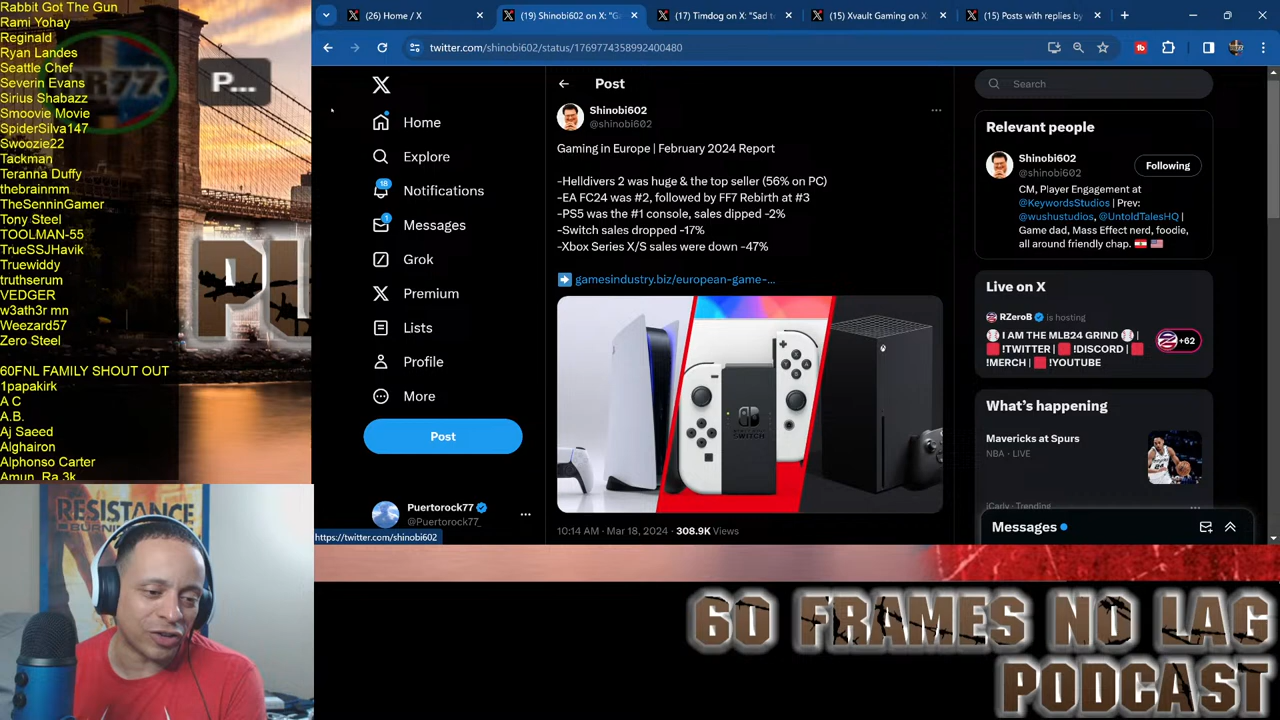 Rabbit Got The Gun
Rami Yohay
Reginald
Ryan Landes
Seattle Chef
Severin Evans
Sirius Shabazz
Smoovie Movie
SpiderSilva147
Swoozie22
Tackman
Teranna Duffy
thebrainmm
TheSenninGamer
Tony Steel
TOOLMAN-55
TrueSSJHavik
Truewiddy
truthserum
VEDGER
w3ath3r mn
Weezard57
Zero Steel
60FNL FAMILY SHOUT OUT
1papakirk
A C
A.B.
Aj Saeed
Alghairon
Alphonso Carter
Amun_Ra 3k
P...
RESISTANCE
(26) Home / X
(19) Shinobi602 on X: "Ga
(17) Timdog on X: "Sad t
(15) Xvault Gaming on X
(15) Posts with replies by
twitter.com/shinobi602/status/1769774358992400480
Home
Explore
18
Notifications
1
Messages
Grok
Premium
Lists
Profile
More
Post
Puertorock77
@Puertorock77_
https://twitter.com/shinobi602
Post
Shinobi602
@shinobi602
Gaming in Europe | February 2024 Report
-Helldivers 2 was huge & the top seller (56% on PC)
-EA FC24 was #2, followed by FF7 Rebirth at #3
-PS5 was the #1 console, sales dipped -2%
-Switch sales dropped -17%
-Xbox Series X/S sales were down -47%
gamesindustry.biz/european-game-...
SWITCH
10:14 AM · Mar 18, 2024 · 308.9K Views
Search
Relevant people
Shinobi602
@shinobi602
Following
CM, Player Engagement at
@KeywordsStudios | Prev:
@wushustudios, @UntoldTalesHQ |
Game dad, Mass Effect nerd, foodie,
all around friendly chap.
Live on X
RZeroB is hosting
I AM THE MLB24 GRIND |
!TWITTER | !DISCORD |
!MERCH | !YOUTUBE
+62
What's happening
Mavericks at Spurs
NBA · LIVE
iCarly · Trending
Messages
60 FRAMES NO LAG
PODCAST